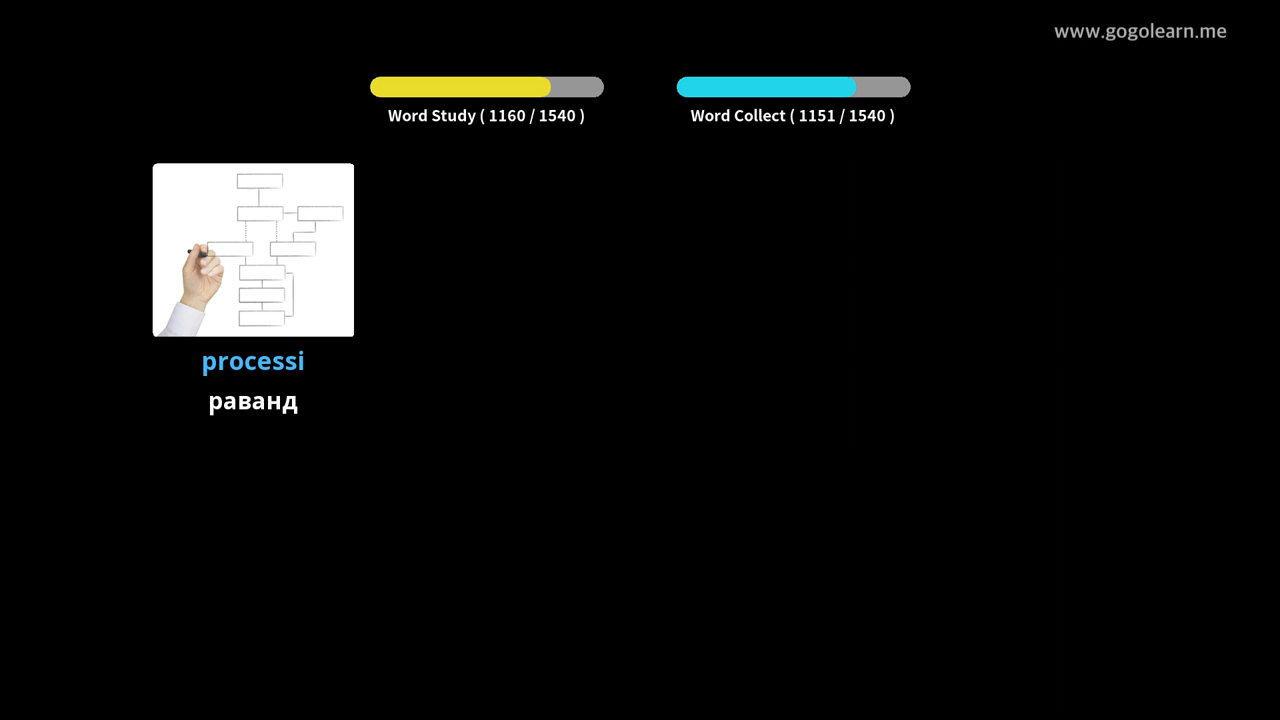 www.gogolearn.me
Word Study ( 1160 / 1540 )
Word Collect ( 1151 / 1540 )
processi
раванд